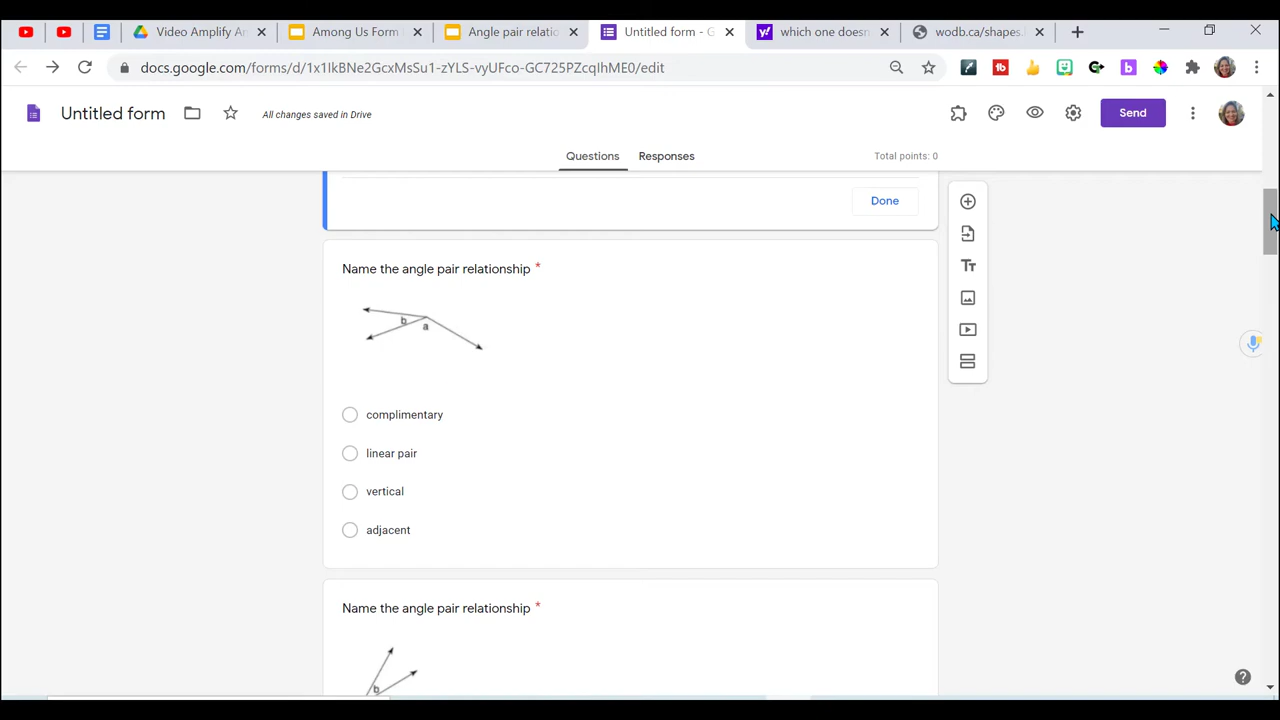 Video Amplify An
Among Us Form
Angle pair relatio
Untitled form - G
which one doesn
wodb.ca/shapes.
docs.google.com/forms/d/1x1IkBNe2GcxMsSu1-zYLS-vyUFco-GC725PZcqIhME0/edit
Untitled form
All changes saved in Drive
Send
Questions
Responses
Total points: 0
Done
Name the angle pair relationship *
b
a
complimentary
linear pair
vertical
adjacent
Name the angle pair relationship *
b